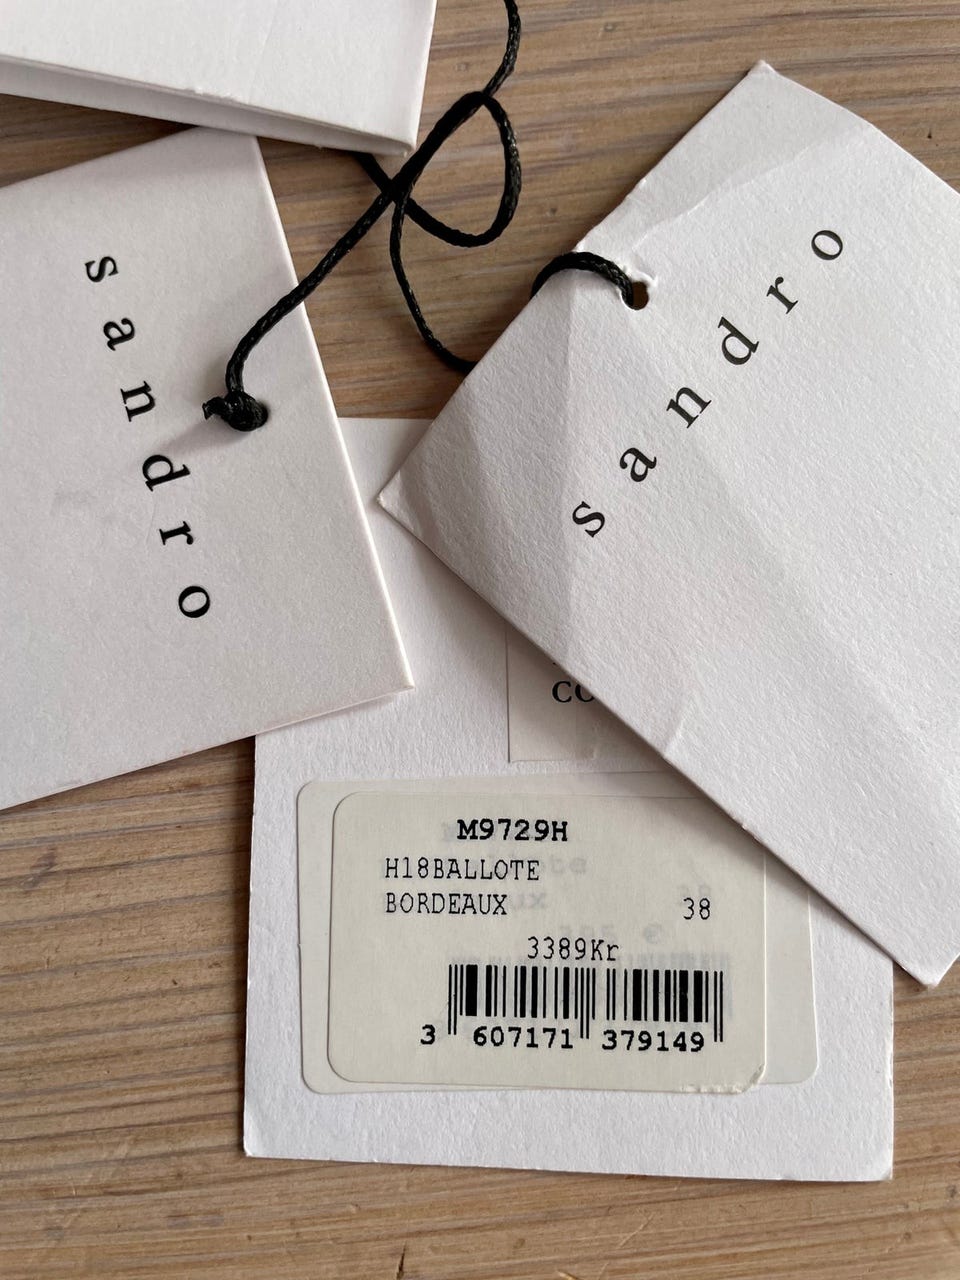 sandro
sandro
CO
M9729H
H18BALLOTE
BORDEAUX 38
3389Kr
3 607171 379149